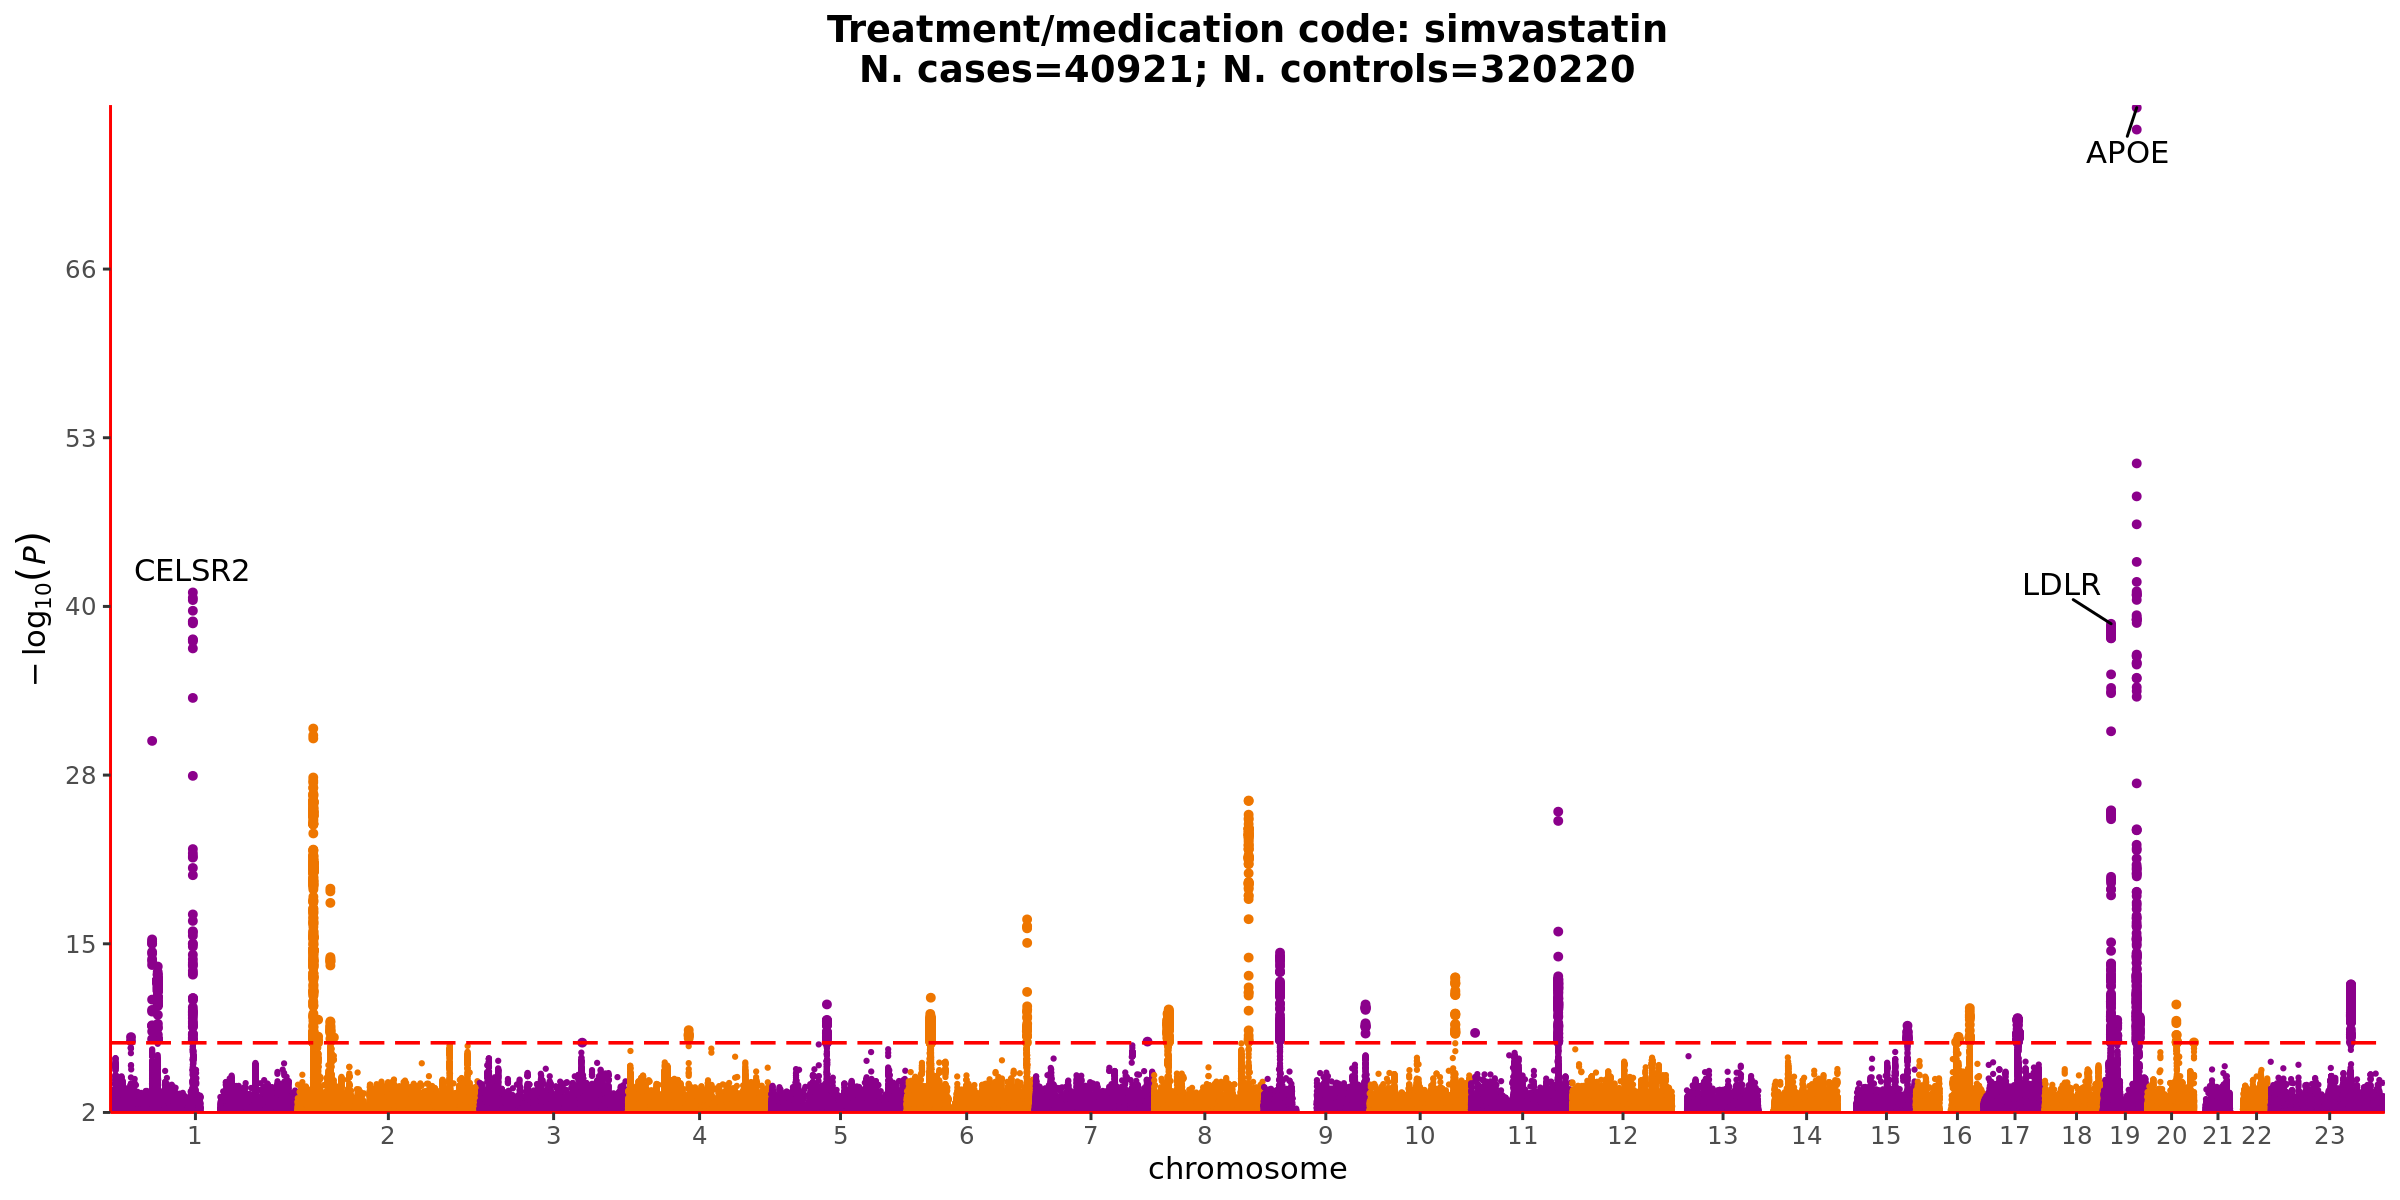 Treatment/medication code: simvastatin
N. cases=40921; N. controls=320220
APOE
66
53
CELSR2
LDLR
40
28
15
2
−log10(P)
1 2 3 4 5 6 7 8 9 10 11 12 13 14 15 16 17 18 19 20 21 22 23
chromosome